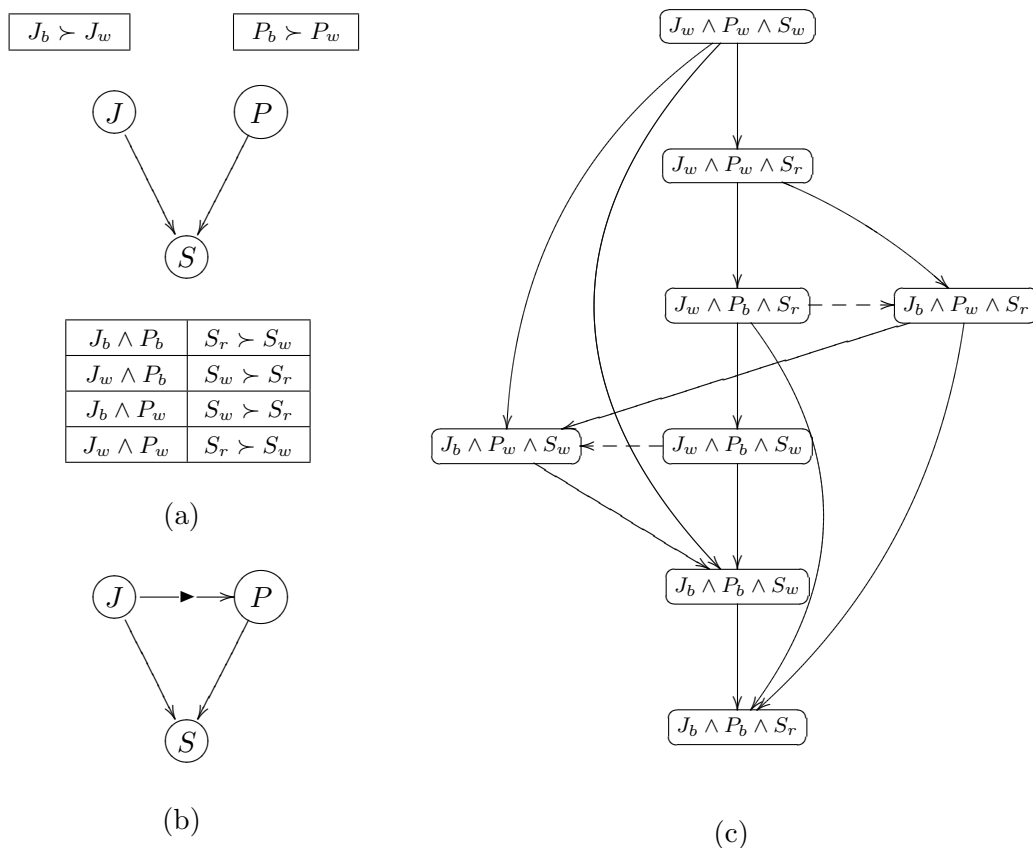 J_b ≻ J_w
P_b ≻ P_w
J
P
S
J_b ∧ P_b S_r ≻ S_w
J_w ∧ P_b S_w ≻ S_r
J_b ∧ P_w S_w ≻ S_r
J_w ∧ P_w S_r ≻ S_w
(a)
J
P
S
(b)
J_w ∧ P_w ∧ S_w
J_w ∧ P_w ∧ S_r
J_w ∧ P_b ∧ S_r
J_b ∧ P_w ∧ S_r
J_b ∧ P_w ∧ S_w
J_w ∧ P_b ∧ S_w
J_b ∧ P_b ∧ S_w
J_b ∧ P_b ∧ S_r
(c)